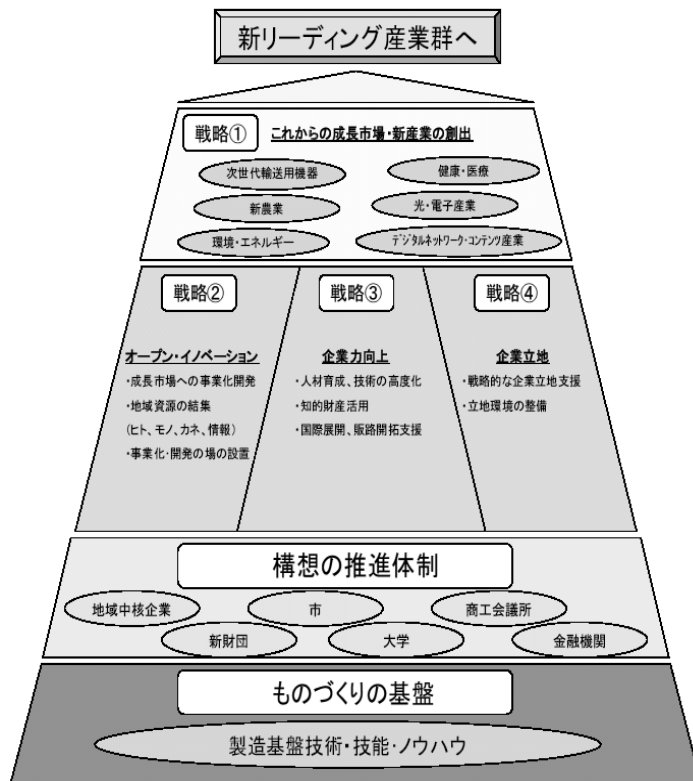 新リーディング産業群へ
戦略①
これからの成長市場・新産業の創出
次世代輸送用機器
健康・医療
新農業
光・電子産業
環境・エネルギー
デジタルネットワーク・コンテンツ産業
戦略②
オープン・イノベーション
・成長市場への事業化開発
・地域資源の結集
(ヒト、モノ、カネ、情報)
・事業化・開発の場の設置
戦略③
企業力向上
・人材育成、技術の高度化
・知的財産活用
・国際展開、販路開拓支援
戦略④
企業立地
・戦略的な企業立地支援
・立地環境の整備
構想の推進体制
地域中核企業
市
商工会議所
新財団
大学
金融機関
ものづくりの基盤
製造基盤技術・技能・ノウハウ